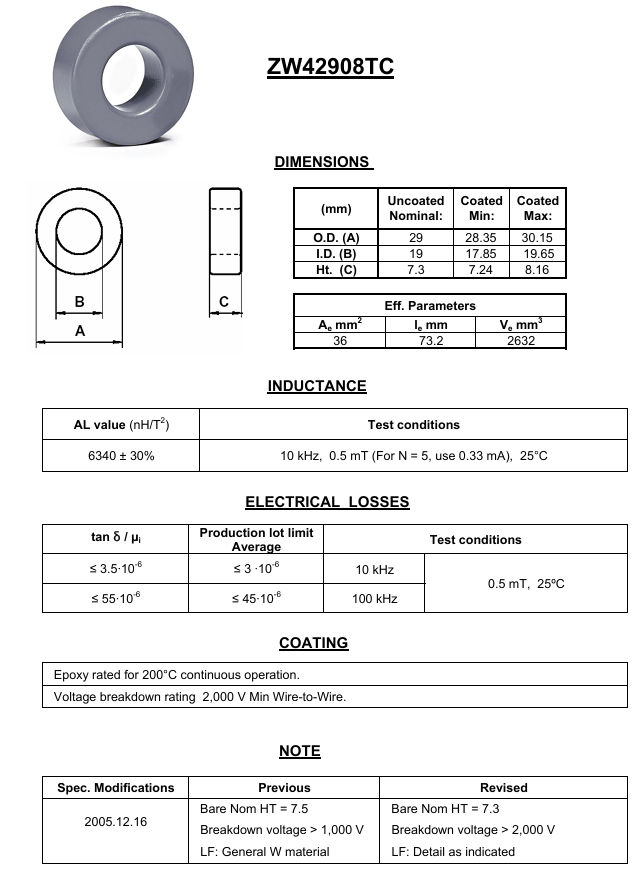 ZW42908TC
DIMENSIONS
(mm) Uncoated Nominal: Coated Min: Coated Max:
O.D. (A) 29 28.35 30.15
I.D. (B) 19 17.85 19.65
Ht. (C) 7.3 7.24 8.16
B
A
C
Eff. Parameters
Ae mm² le mm Ve mm³
36 73.2 2632
INDUCTANCE
AL value (nH/T²) Test conditions
6340 ± 30% 10 kHz, 0.5 mT (For N = 5, use 0.33 mA), 25°C
ELECTRICAL LOSSES
tan δ / µi Production lot limit Average Test conditions
≤ 3.5·10⁻⁶ ≤ 3 ·10⁻⁶ 10 kHz 0.5 mT, 25ºC
≤ 55·10⁻⁶ ≤ 45·10⁻⁶ 100 kHz
COATING
Epoxy rated for 200°C continuous operation.
Voltage breakdown rating 2,000 V Min Wire-to-Wire.
NOTE
Spec. Modifications Previous Revised
2005.12.16
Bare Nom HT = 7.5 Bare Nom HT = 7.3
Breakdown voltage > 1,000 V Breakdown voltage > 2,000 V
LF: General W material LF: Detail as indicated